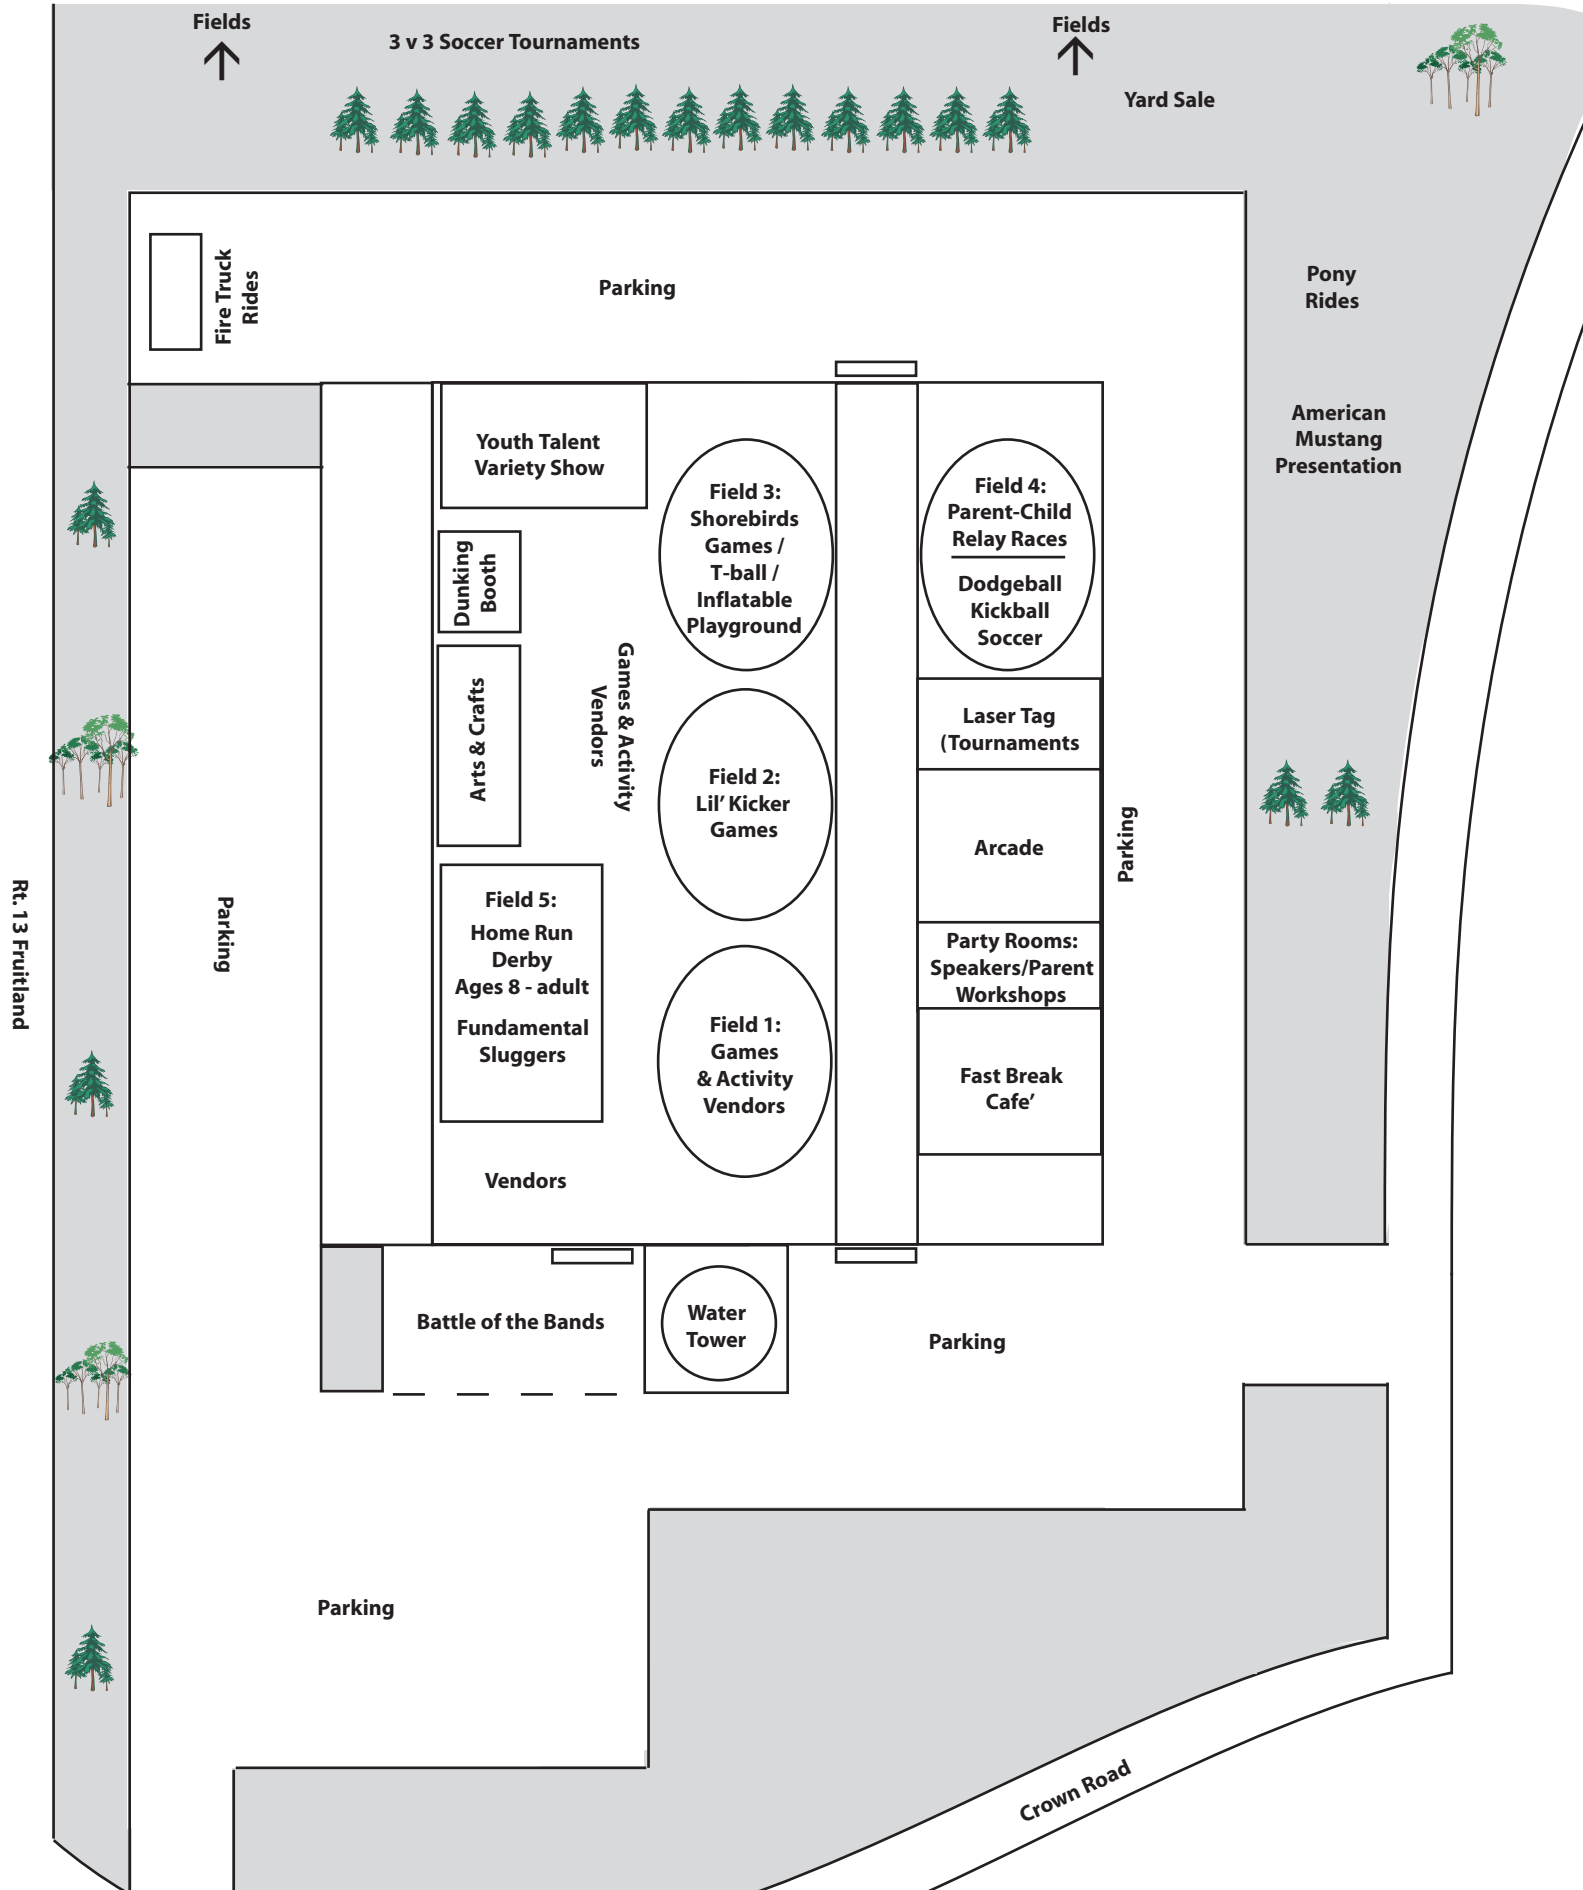 Fields
3 v 3 Soccer Tournaments
Fields
Yard Sale
Fire Truck
Rides
Parking
Pony
Rides
American
Mustang
Presentation
Youth Talent
Variety Show
Dunking
Booth
Arts & Crafts
Games & Activity
Vendors
Field 3:
Shorebirds
Games /
T-ball /
Inflatable
Playground
Field 4:
Parent-Child
Relay Races
Dodgeball
Kickball
Soccer
Laser Tag
(Tournaments
Field 2:
Lil’ Kicker
Games
Arcade
Parking
Rt. 13 Fruitland
Parking
Field 5:
Home Run
Derby
Ages 8 - adult
Fundamental
Sluggers
Party Rooms:
Speakers/Parent
Workshops
Field 1:
Games
& Activity
Vendors
Fast Break
Cafe’
Vendors
Battle of the Bands
Water
Tower
Parking
Parking
Crown Road